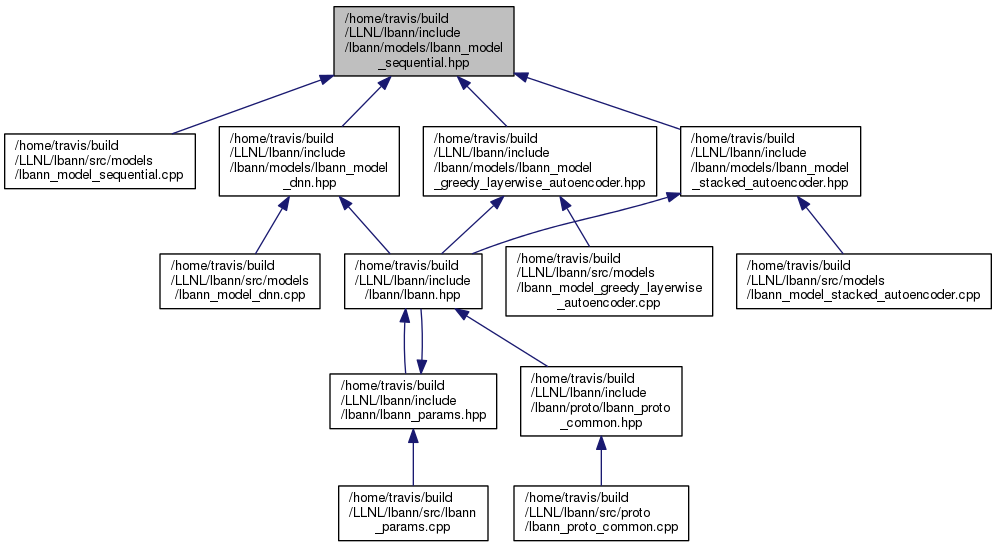 /home/travis/build
/LLNL/lbann/include
/lbann/models/lbann_model
_sequential.hpp
/home/travis/build
/LLNL/lbann/src/models
/lbann_model_sequential.cpp
/home/travis/build
/LLNL/lbann/include
/lbann/models/lbann_model
_dnn.hpp
/home/travis/build
/LLNL/lbann/include
/lbann/models/lbann_model
_greedy_layerwise_autoencoder.hpp
/home/travis/build
/LLNL/lbann/include
/lbann/models/lbann_model
_stacked_autoencoder.hpp
/home/travis/build
/LLNL/lbann/src/models
/lbann_model_dnn.cpp
/home/travis/build
/LLNL/lbann/include
/lbann/lbann.hpp
/home/travis/build
/LLNL/lbann/src/models
/lbann_model_greedy_layerwise
_autoencoder.cpp
/home/travis/build
/LLNL/lbann/src/models
/lbann_model_stacked_autoencoder.cpp
/home/travis/build
/LLNL/lbann/include
/lbann/lbann_params.hpp
/home/travis/build
/LLNL/lbann/include
/lbann/proto/lbann_proto
_common.hpp
/home/travis/build
/LLNL/lbann/src/lbann
_params.cpp
/home/travis/build
/LLNL/lbann/src/proto
/lbann_proto_common.cpp